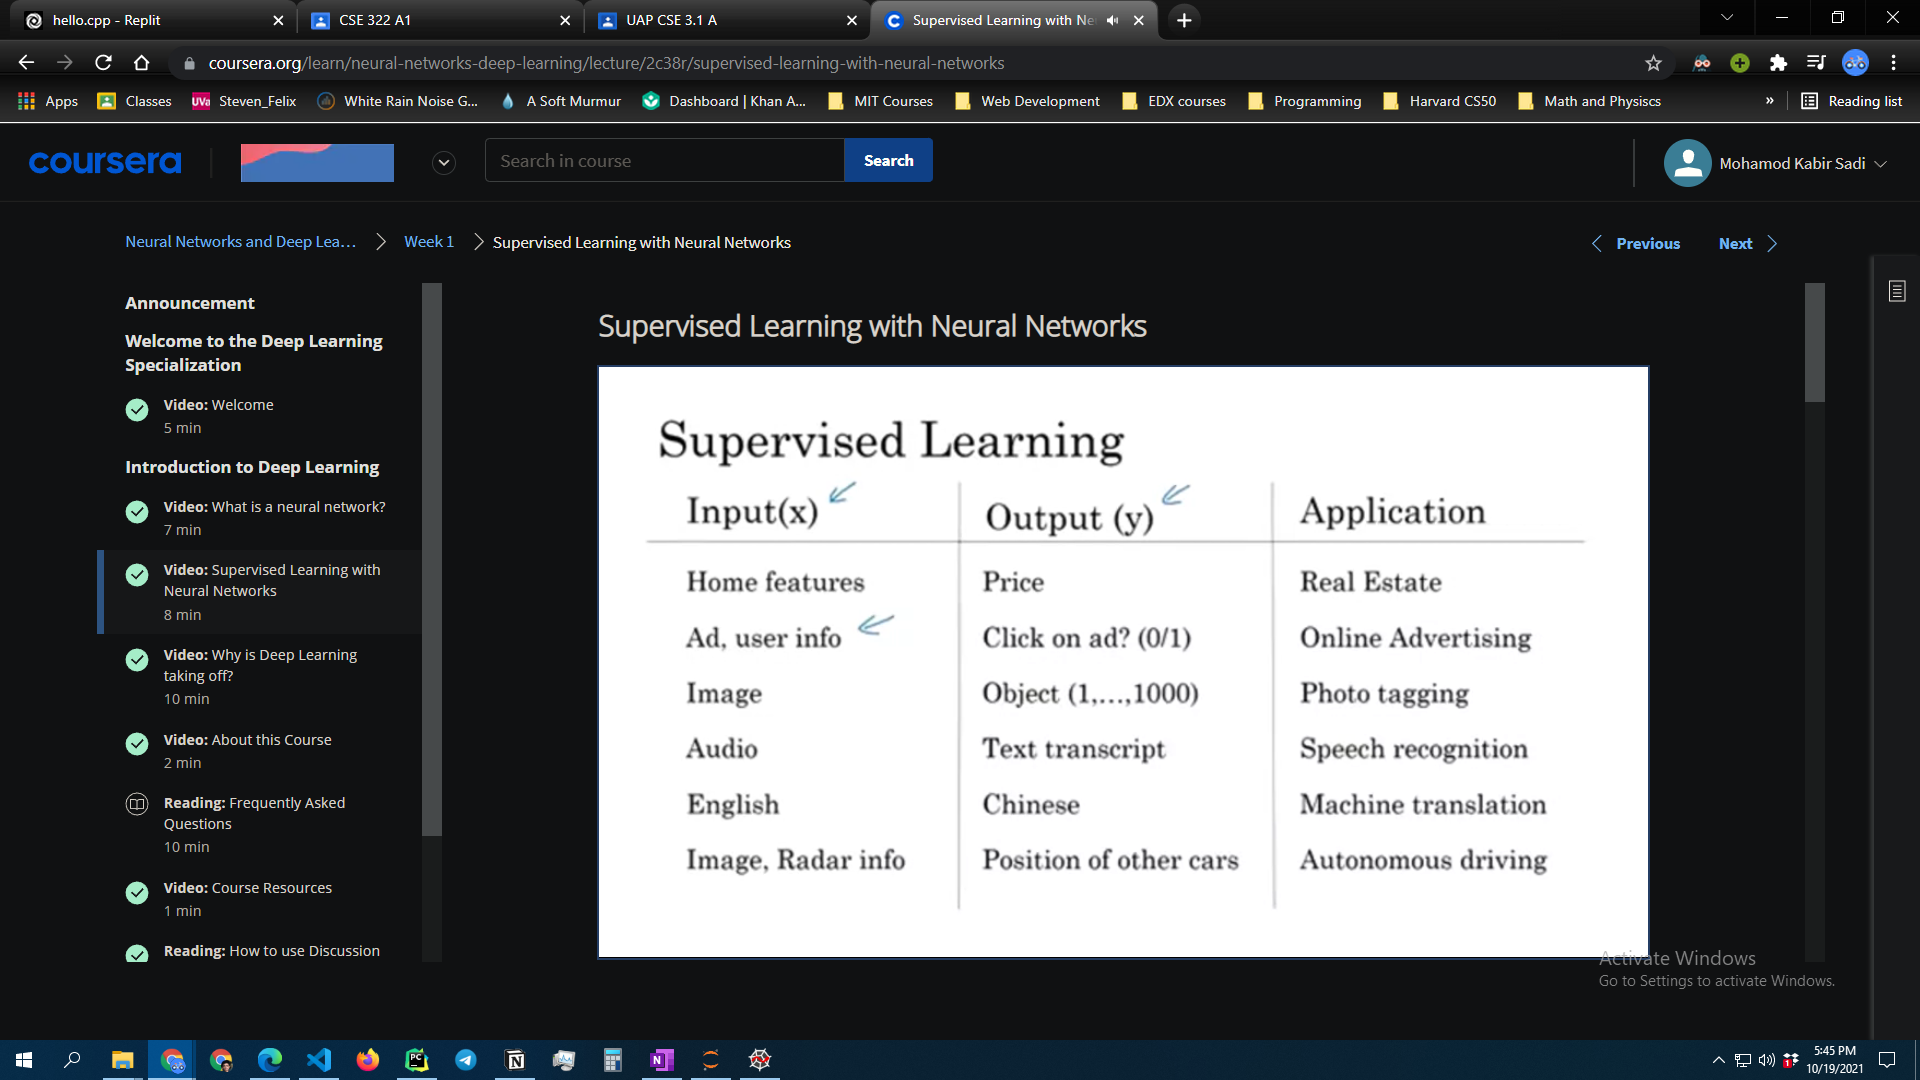 hello.cpp - Replit
CSE 322 A1
UAP CSE 3.1 A
Supervised Learning with Ne
coursera.org/learn/neural-networks-deep-learning/lecture/2c38r/supervised-learning-with-neural-networks
Apps
Classes
UVa Steven_Felix
White Rain Noise G...
A Soft Murmur
Dashboard | Khan A...
MIT Courses
Web Development
EDX courses
Programming
Harvard CS50
Math and Physiscs
»
Reading list
coursera
Search in course
Search
Mohamod Kabir Sadi
Neural Networks and Deep Lea...
Week 1
Supervised Learning with Neural Networks
Previous
Next
Announcement
Welcome to the Deep Learning
Specialization
Video: Welcome
5 min
Introduction to Deep Learning
Video: What is a neural network?
7 min
Video: Supervised Learning with
Neural Networks
8 min
Video: Why is Deep Learning
taking off?
10 min
Video: About this Course
2 min
Reading: Frequently Asked
Questions
10 min
Video: Course Resources
1 min
Reading: How to use Discussion
Supervised Learning with Neural Networks
Supervised Learning
Input(x) Output (y) Application
Home features Price Real Estate
Ad, user info Click on ad? (0/1) Online Advertising
Image Object (1,...,1000) Photo tagging
Audio Text transcript Speech recognition
English Chinese Machine translation
Image, Radar info Position of other cars Autonomous driving
Activate Windows
Go to Settings to activate Windows.
5:45 PM
10/19/2021